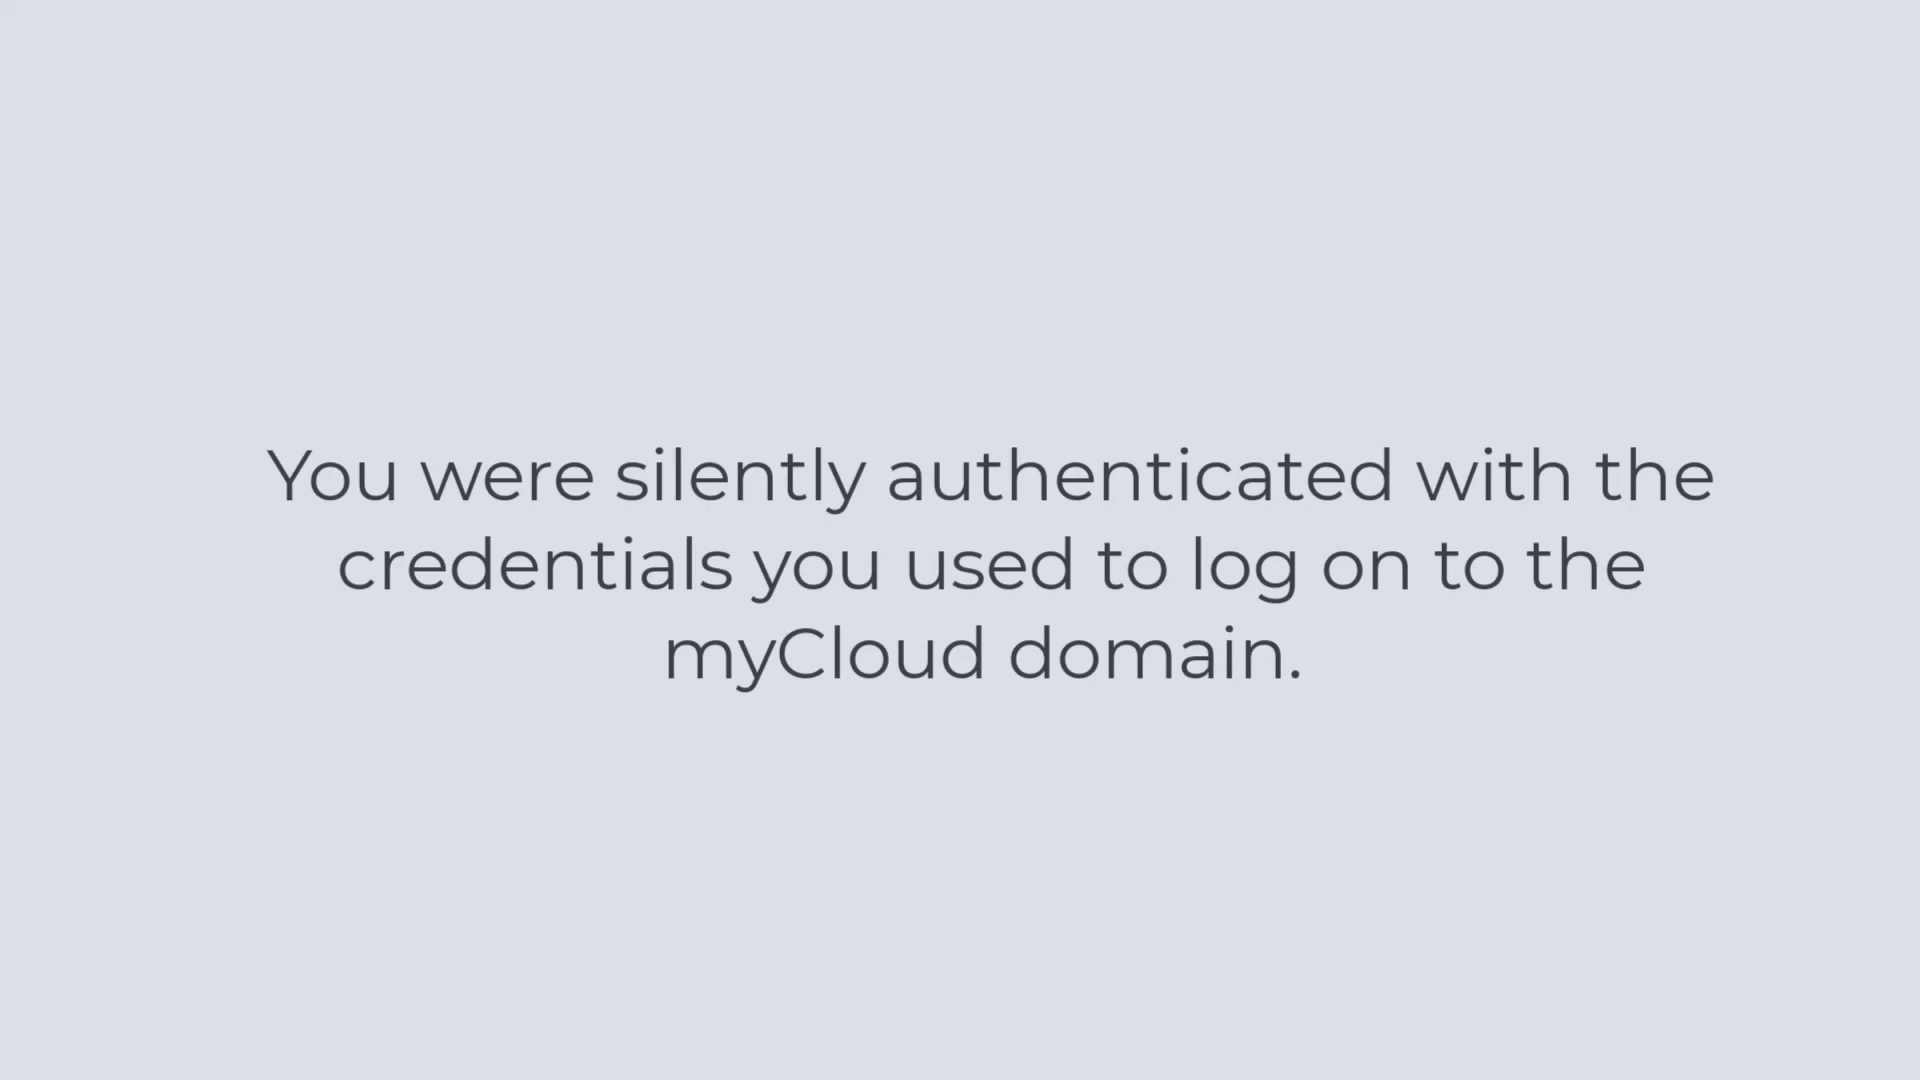 You were silently authenticated with the
credentials you used to log on to the
myCloud domain.